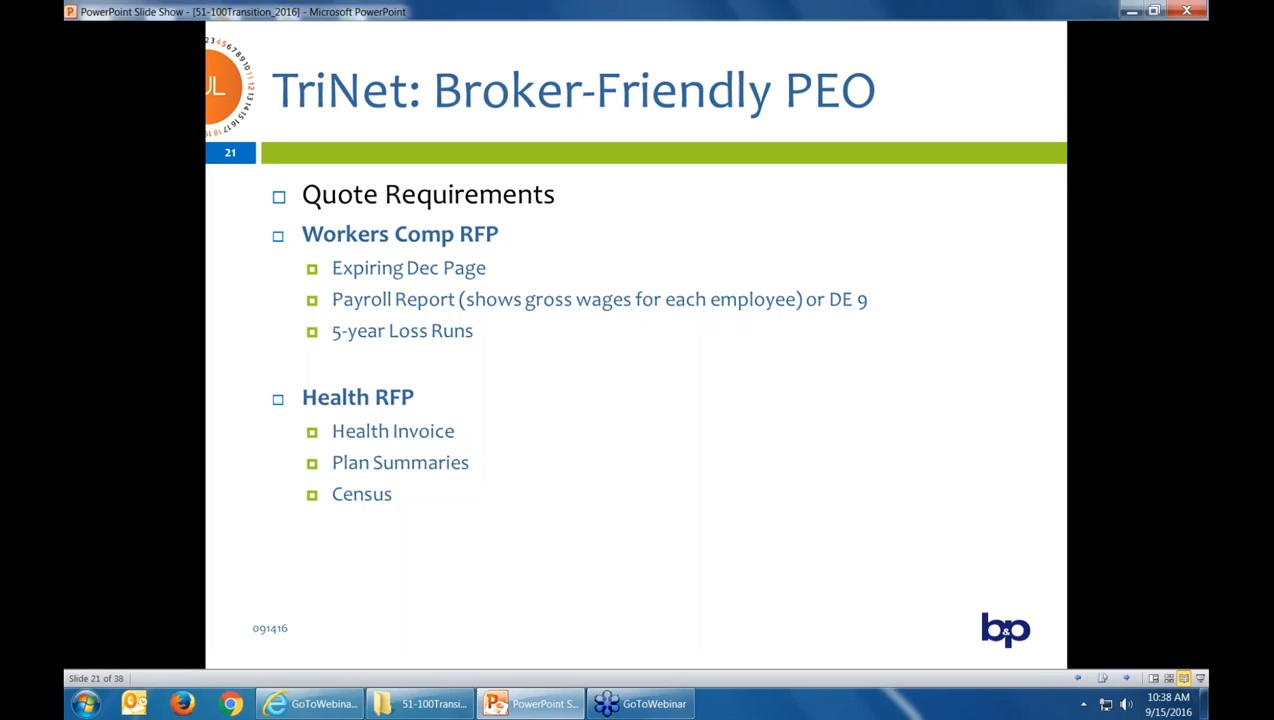 PowerPoint Slide Show - [51-100Transition_2016] - Microsoft PowerPoint
TriNet: Broker-Friendly PEO
21
Quote Requirements
Workers Comp RFP
Expiring Dec Page
Payroll Report (shows gross wages for each employee) or DE 9
5-year Loss Runs
Health RFP
Health Invoice
Plan Summaries
Census
091416
b&p
Slide 21 of 38
GoToWebina...
51-100Transi...
PowerPoint S...
GoToWebinar
10:38 AM
9/15/2016